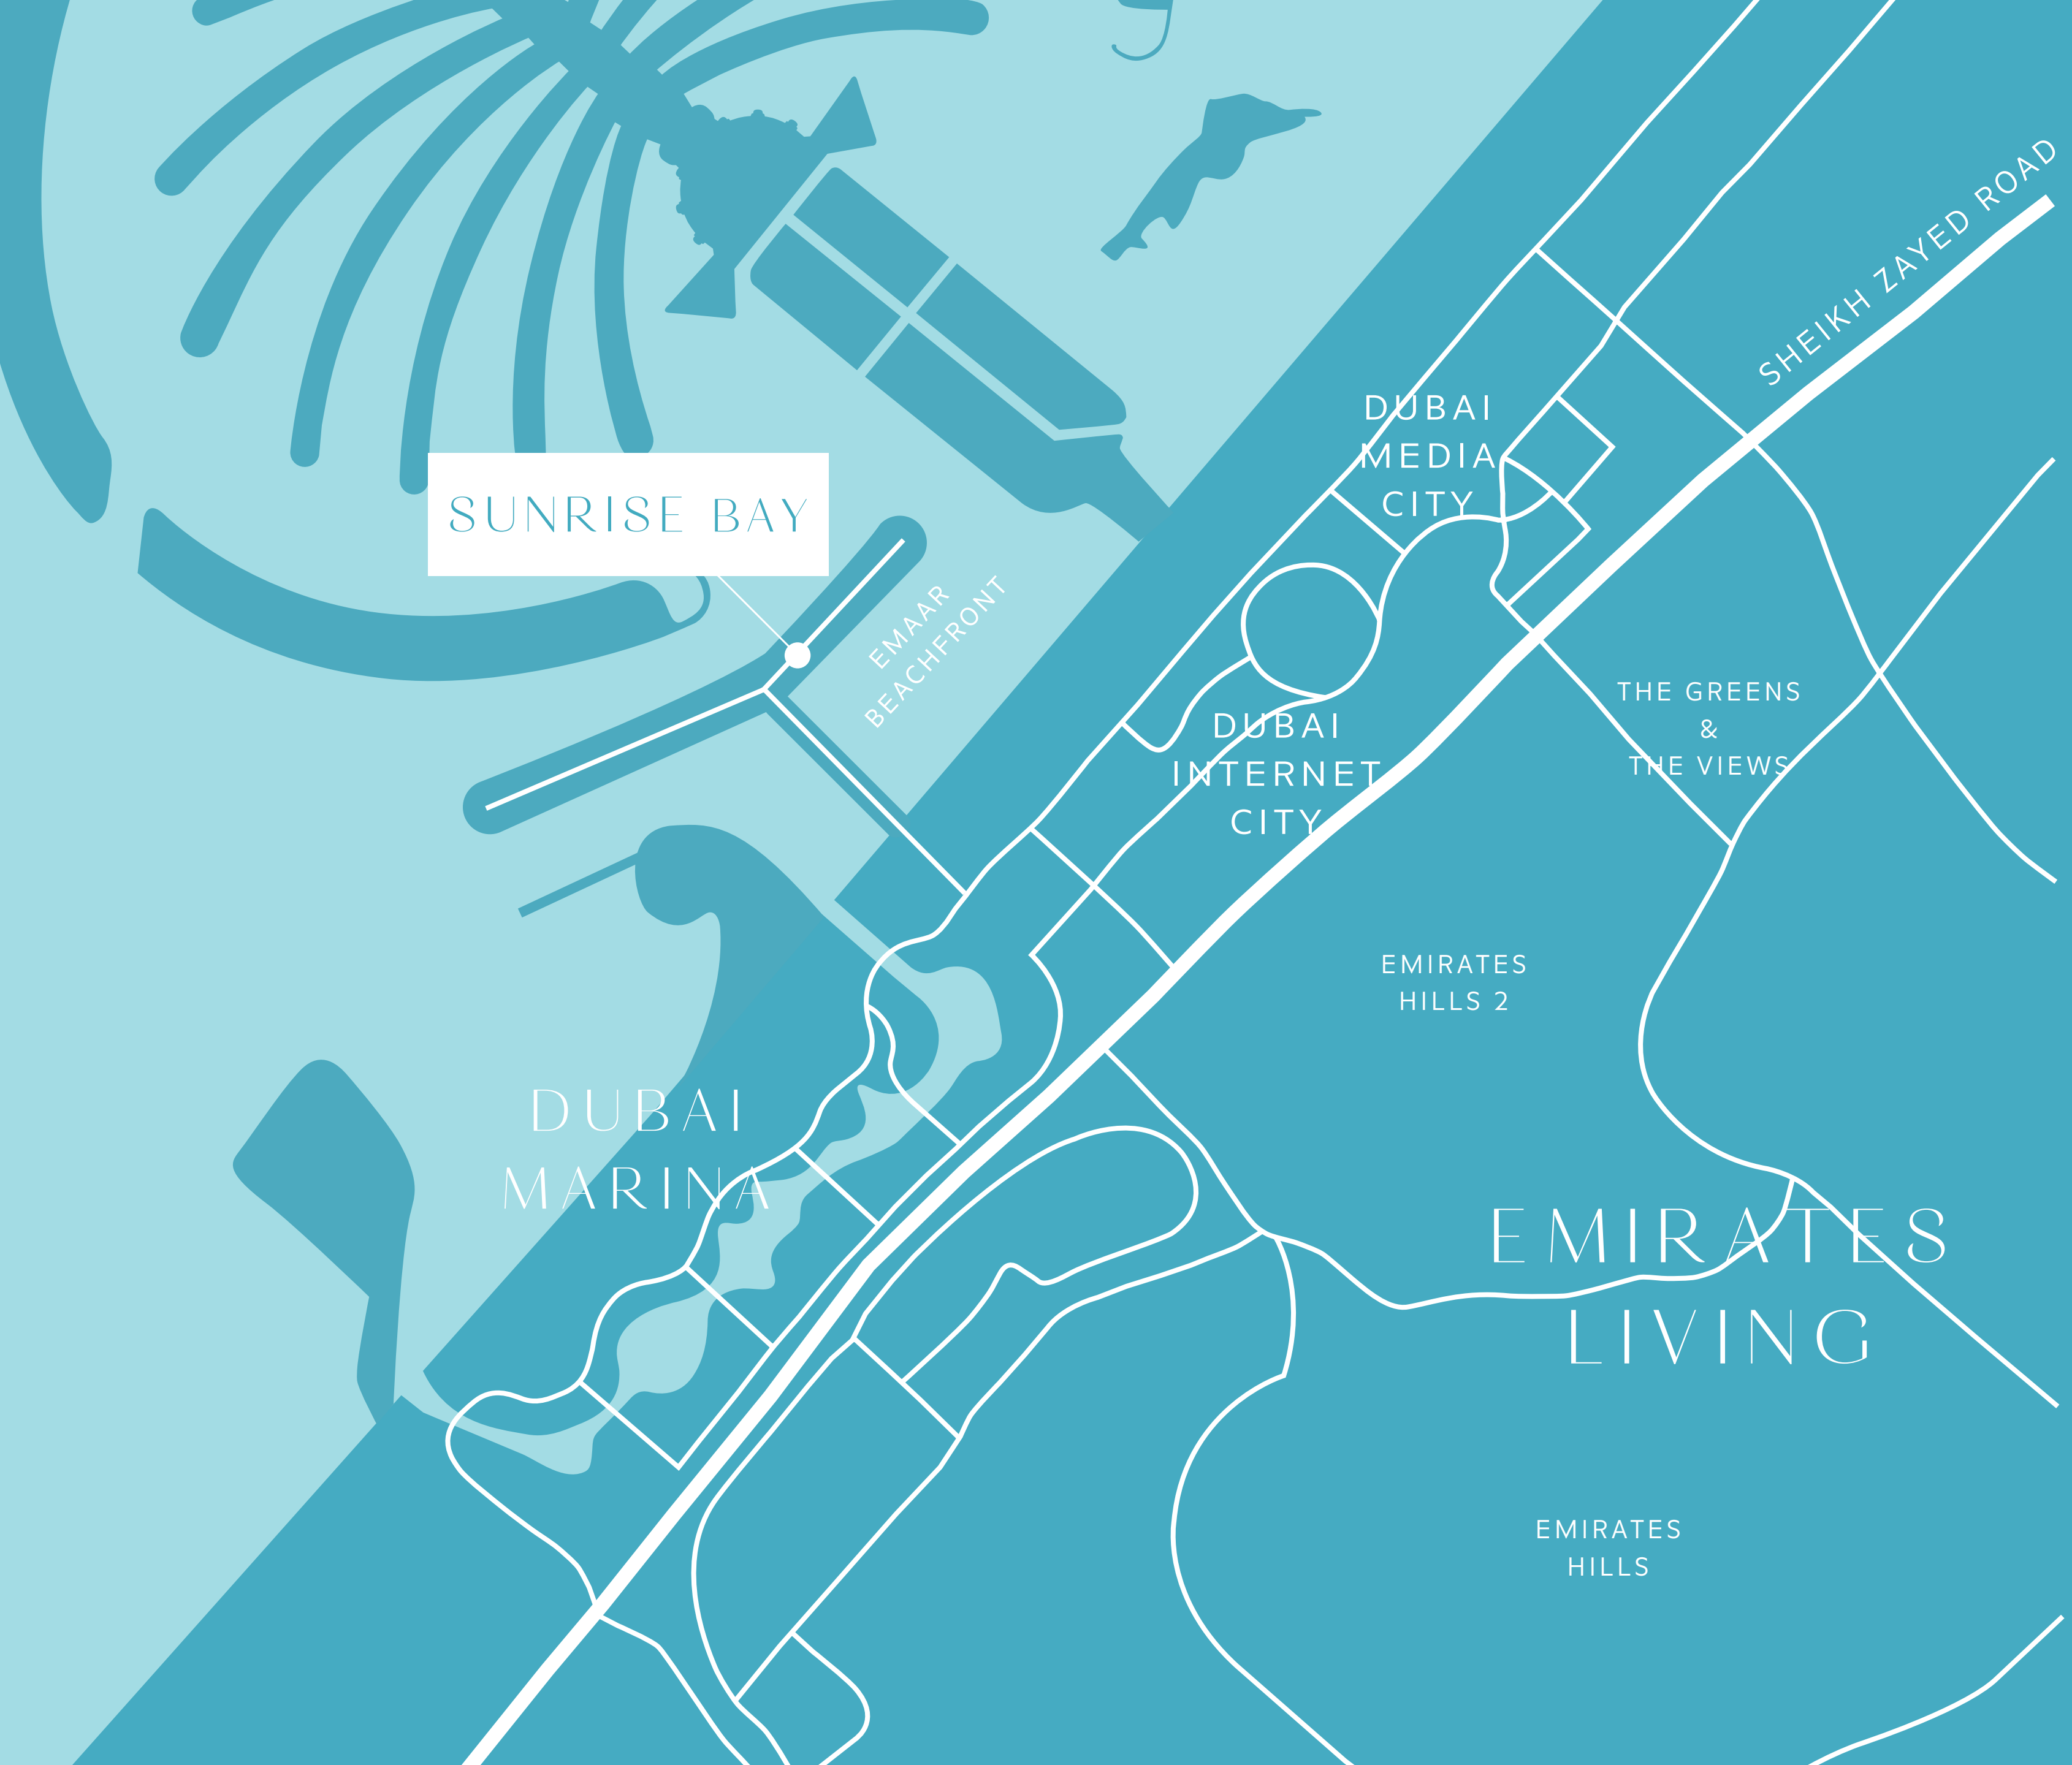 SHEIKH ZAYED ROAD
DUBAI
MEDIA
CITY
SUNRISE BAY
EMAAR
BEACHFRONT
THE GREENS
&
THE VIEWS
DUBAI
INTERNET
CITY
EMIRATES
HILLS 2
DUBAI
MARINA
EMIRATES
LIVING
EMIRATES
HILLS